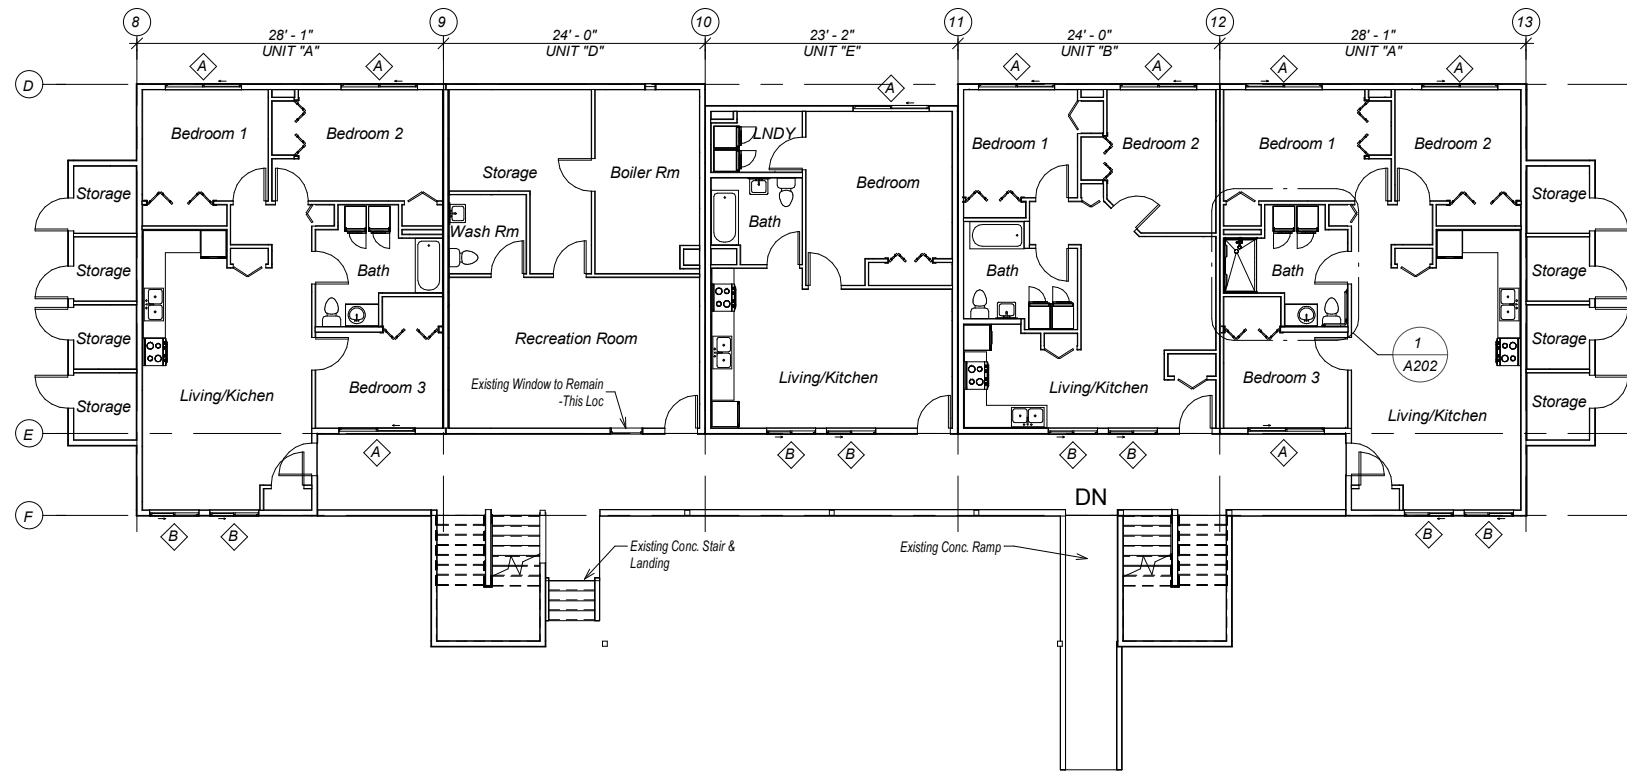 8 9 10 11 12 13
28' - 1" 24' - 0" 23' - 2" 24' - 0" 28' - 1"
UNIT "A" UNIT "D" UNIT "E" UNIT "B" UNIT "A"
A A A A A A
D
A
Bedroom 1 Bedroom 2 LNDY Bedroom 1 Bedroom 2 Bedroom 1 Bedroom 2
Storage Boiler Rm Bedroom
Storage Storage
Wash Rm Bath
Storage Bath Bath Bath Storage
Storage Recreation Room Storage
1
A202
Living/Kitchen
Bedroom 3 Living/Kitchen Bedroom 3
Existing Window to Remain
-This Loc
Living/Kichen
Storage Storage
Living/Kitchen
E
A B B B B A
DN
F
B B B B
Existing Conc. Stair &
Landing
Existing Conc. Ramp